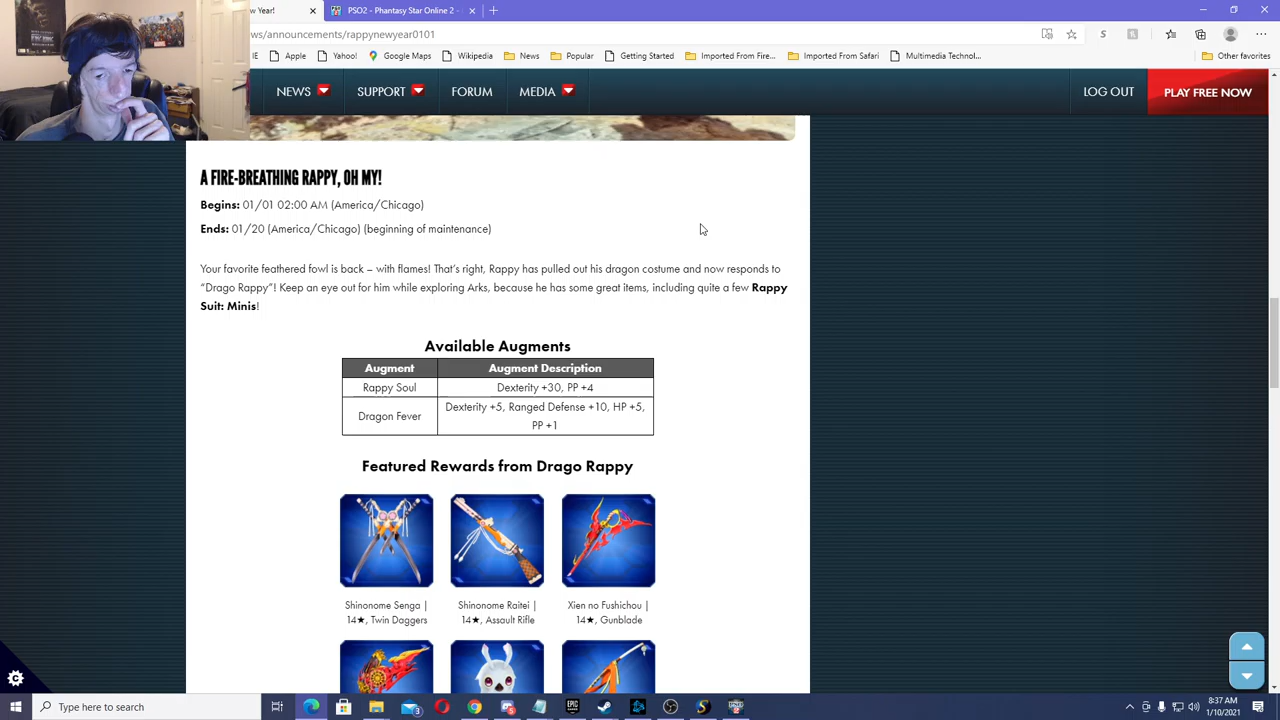 w Year!
PSO2 -
ws/announcements/rappynewyear0101
IE
Apple
Yahoo!
Google Maps
Wikipedia
News
Popular
Getting Started
Imported From Fire...
Imported From Safari
Multimedia Technol...
Other favorites
NEWS
SUPPORT
FORUM
MEDIA
LOG OUT
PLAY FREE NOW
A FIRE-BREATHING RAPPY, OH MY!
Begins: 01/01 02:00 AM (America/Chicago)
Ends: 01/20 (America/Chicago) (beginning of maintenance)
Your favorite feathered fowl is back – with flames! That's right, Rappy has pulled out his dragon costume and now responds to
“Drago Rappy”! Keep an eye out for him while exploring Arks, because he has some great items, including quite a few Rappy
Suit: Minis!
Available Augments
Augment
Augment Description
Rappy Soul
Dexterity +30, PP +4
Dragon Fever
Dexterity +5, Ranged Defense +10, HP +5,
PP +1
Featured Rewards from Drago Rappy
Shinonome Senga |
14★, Twin Daggers
Shinonome Raitei |
14★, Assault Rifle
Xien no Fushichou |
14★, Gunblade
Type here to search
8:37 AM
1/10/2021